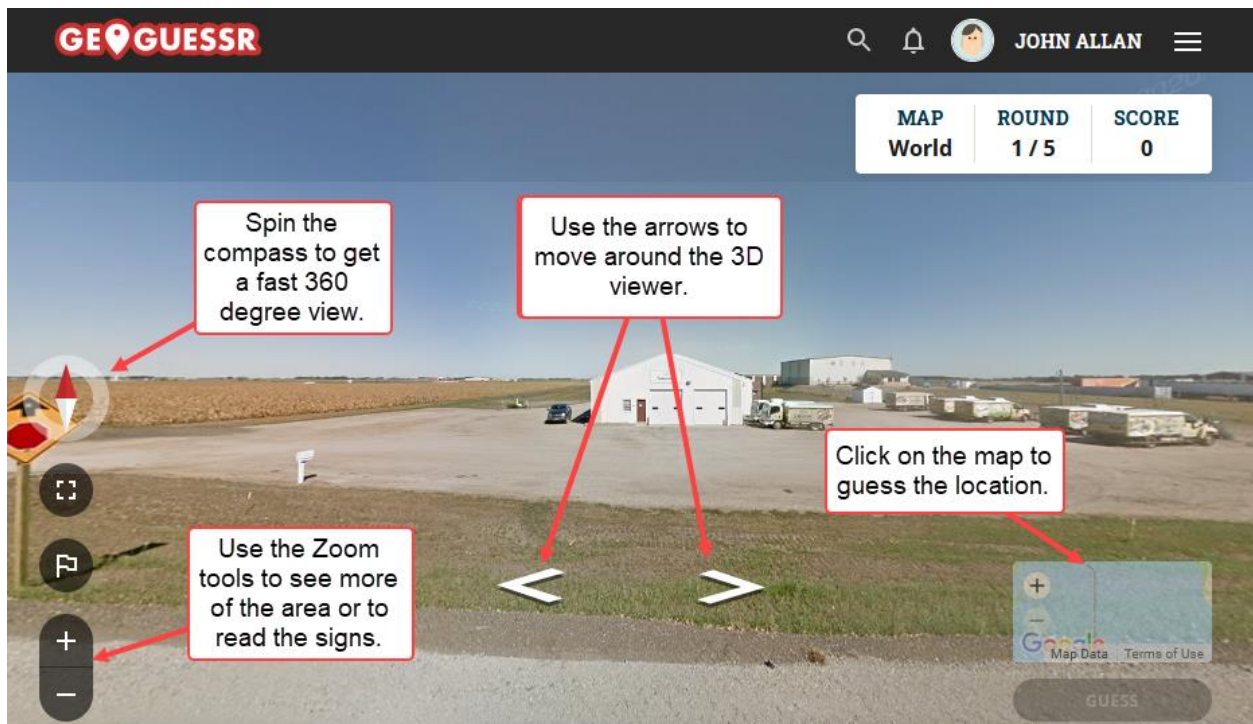 GEOGUESSR
JOHN ALLAN
MAP
World
ROUND
1 / 5
SCORE
0
Spin the
compass to get
a fast 360
degree view.
Use the arrows to
move around the 3D
viewer.
Click on the map to
guess the location.
Use the Zoom
tools to see more
of the area or to
read the signs.
Google
Map Data
Terms of Use
GUESS